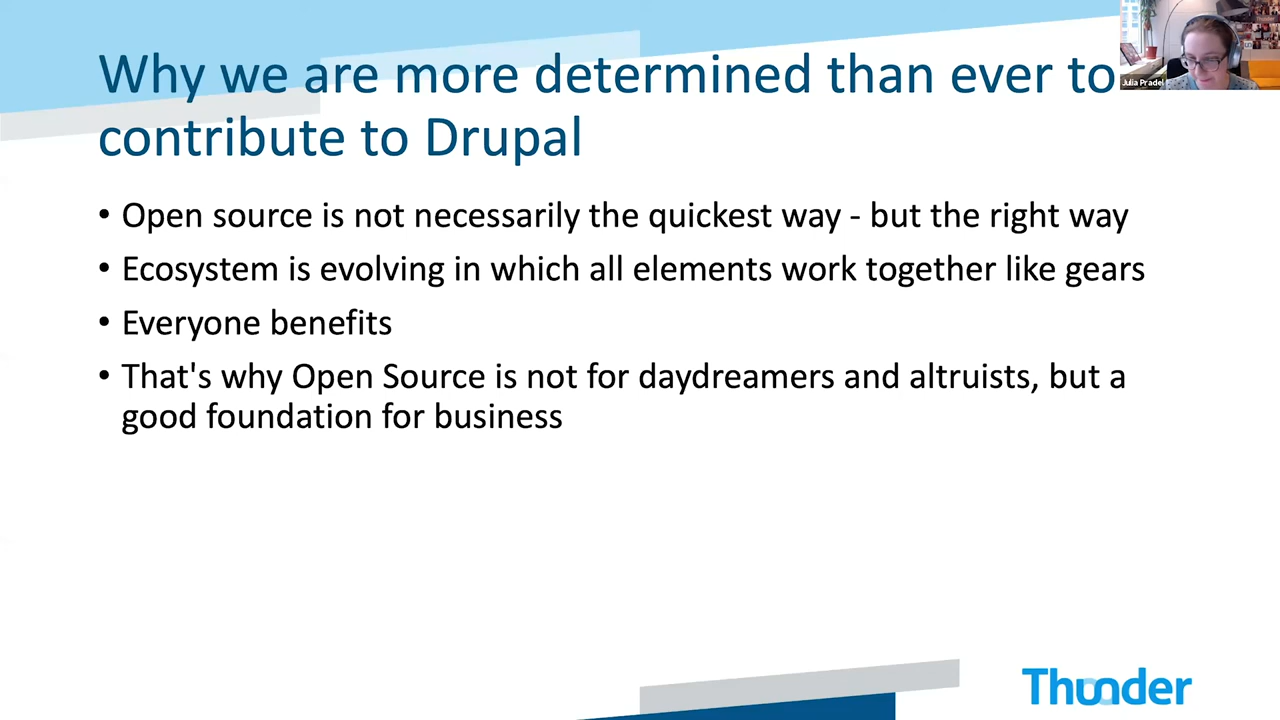 Why we are more determined than ever to
contribute to Drupal
Julia Pradel
• Open source is not necessarily the quickest way - but the right way
• Ecosystem is evolving in which all elements work together like gears
• Everyone benefits
• That's why Open Source is not for daydreamers and altruists, but a
good foundation for business
Thunder